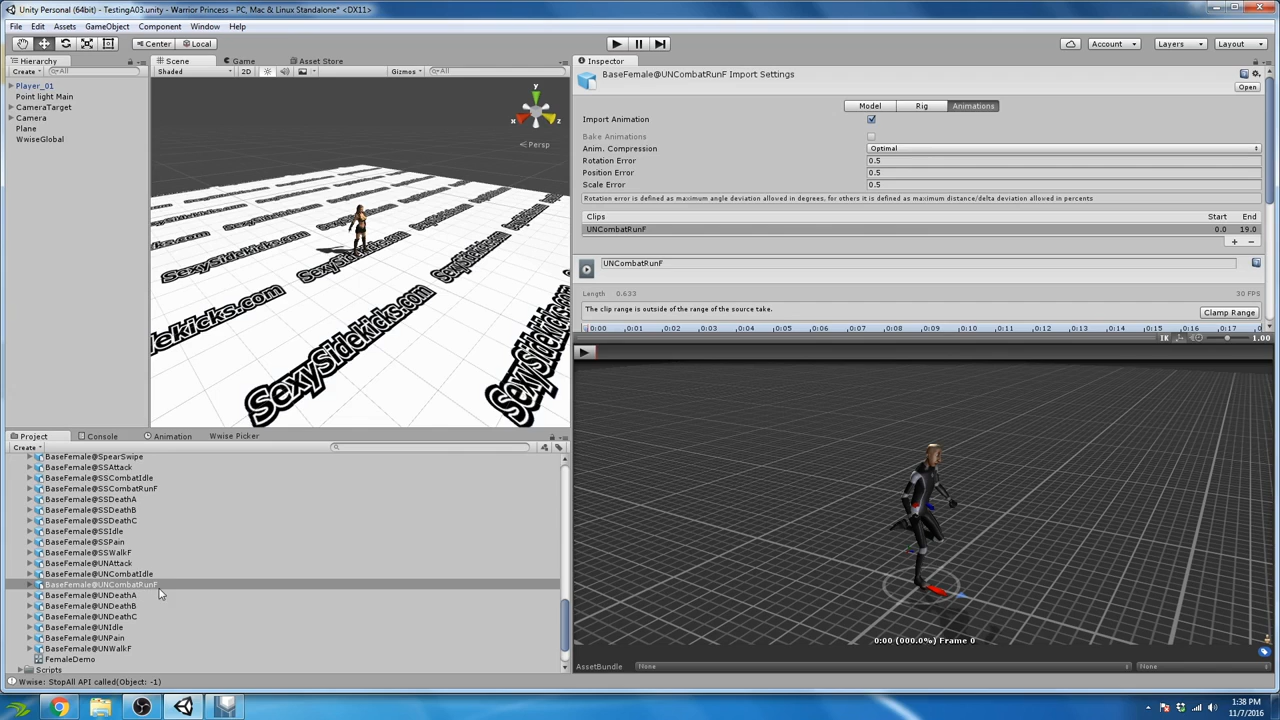 Unity Personal (64bit) - TestingA03.unity - Warrior Princess - PC, Mac & Linux Standalone* <DX11>
File Edit Assets GameObject Component Window Help
Center Local Account Layers Layout
Hierarchy Scene Game Asset Store Inspector
Create All Shaded 2D Gizmos All
BaseFemale@UNCombatRunF Import Settings
Open
Player_01
Point light Main
CameraTarget
Camera
Plane
WwiseGlobal
y
x
z
Persp
SexySidekicks.com
SexySidekicks.com
Model Rig Animations
Import Animation
Bake Animations
Anim. Compression Optimal
Rotation Error 0.5
Position Error 0.5
Scale Error 0.5
Rotation error is defined as maximum angle deviation allowed in degrees, for others it is defined as maximum distance/delta deviation allowed in percents
Clips Start End
UNCombatRunF 0.0 19.0
UNCombatRunF
Length 0.633 30 FPS
The clip range is outside of the range of the source take. Clamp Range
0:00 0:01 0:02 0:03 0:04 0:05 0:06 0:07 0:08 0:09 0:10 0:11 0:12 0:13 0:14 0:15 0:16 0:17
IK 1.00
0:00 (000.0%) Frame 0
AssetBundle None None
Project Console Animation Wwise Picker
Create
BaseFemale@SpearSwipe
BaseFemale@SSAttack
BaseFemale@SSCombatIdle
BaseFemale@SSCombatRunF
BaseFemale@SSDeathA
BaseFemale@SSDeathB
BaseFemale@SSDeathC
BaseFemale@SSIdle
BaseFemale@SSPain
BaseFemale@SSWalkF
BaseFemale@UNAttack
BaseFemale@UNCombatIdle
BaseFemale@UNCombatRunF
BaseFemale@UNDeathA
BaseFemale@UNDeathB
BaseFemale@UNDeathC
BaseFemale@UNIdle
BaseFemale@UNPain
BaseFemale@UNWalkF
FemaleDemo
Scripts
Wwise: StopAll API called(Object: -1)
1:38 PM
11/7/2016